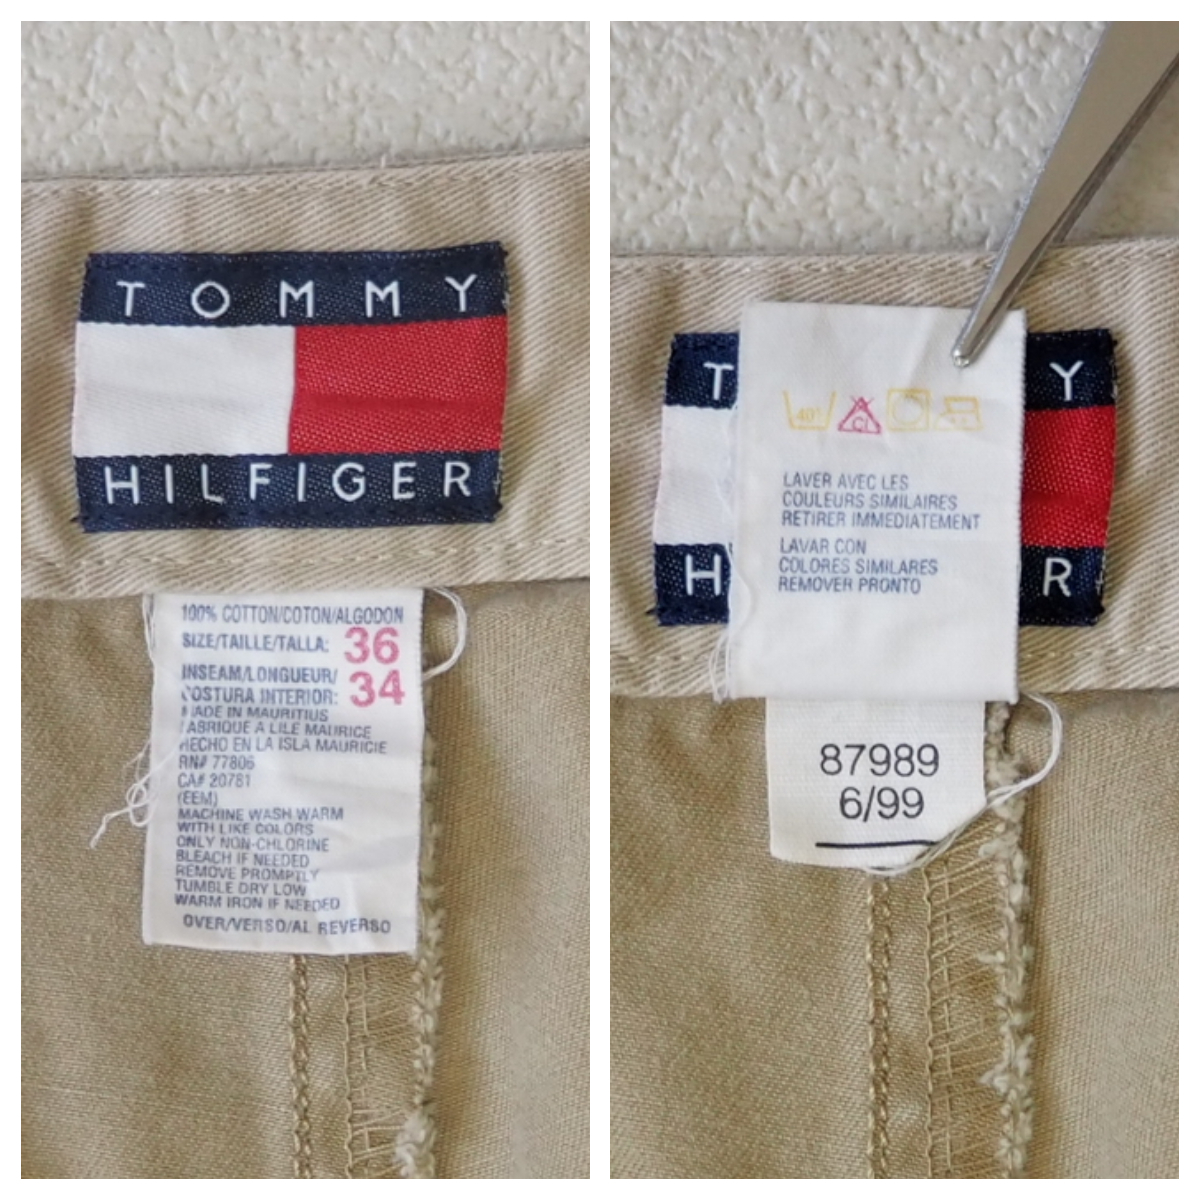 TOMMY
HILFIGER
100% COTTON/COTON/ALGODON
SIZE/TAILLE/TALLA: 36
INSEAM/LONGUEUR/
COSTURA INTERIOR: 34
MADE IN MAURITIUS
FABRIQUE A LILE MAURICE
HECHO EN LA ISLA MAURICIE
RN# 77806
CA# 20781
(EEM)
MACHINE WASH WARM
WITH LIKE COLORS
ONLY NON-CHLORINE
BLEACH IF NEEDED
REMOVE PROMPTLY
TUMBLE DRY LOW
WARM IRON IF NEEDED
OVER/VERSO/AL REVERSO
T Y
H R
40° CL
LAVER AVEC LES
COULEURS SIMILAIRES
RETIRER IMMEDIATEMENT
LAVAR CON
COLORES SIMILARES
REMOVER PRONTO
87989
6/99